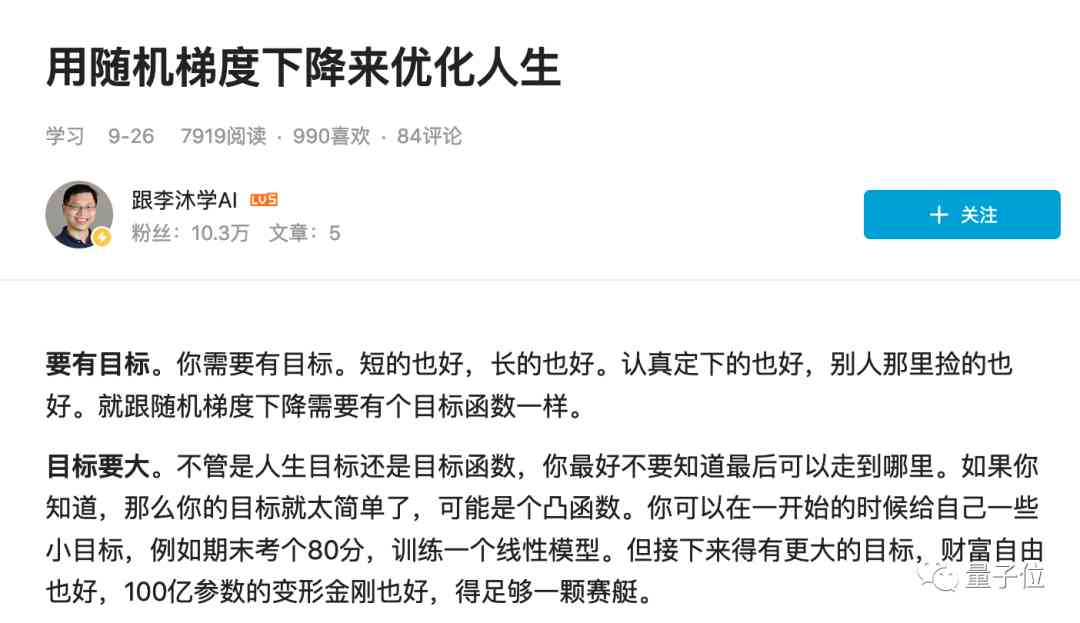 用随机梯度下降来优化人生
学习 9-26 7919阅读 · 990喜欢 · 84评论
跟李沐学AI LV5
粉丝：10.3万 文章：5
+ 关注
要有目标。你需要有目标。短的也好，长的也好。认真定下的也好，别人那里捡的也
好。就跟随机梯度下降需要有个目标函数一样。
目标要大。不管是人生目标还是目标函数，你最好不要知道最后可以走到哪里。如果你
知道，那么你的目标就太简单了，可能是个凸函数。你可以在一开始的时候给自己一些
小目标，例如期末考个80分，训练一个线性模型。但接下来得有更大的目标，财富自由
也好，100亿参数的变形金刚也好，得足够一颗赛艇。
量子位